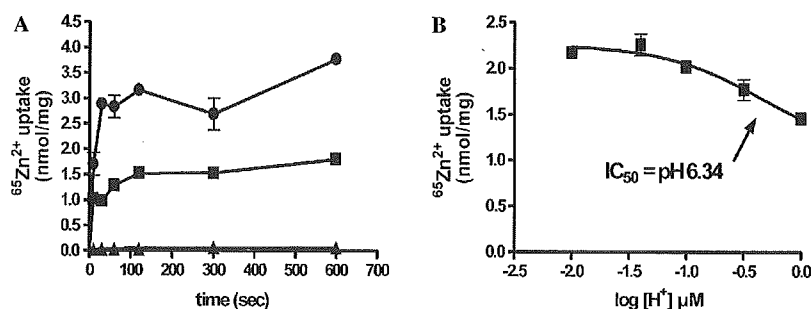 A
⁶⁵Zn²⁺ uptake
(nmol/mg)
4.5
4.0
3.5
3.0
2.5
2.0
1.5
1.0
0.5
0.0
0 100 200 300 400 500 600 700
time (sec)
B
⁶⁵Zn²⁺ uptake
(nmol/mg)
2.5
2.0
1.5
1.0
0.5
0.0
IC₅₀ = pH6.34
-2.5 -2.0 -1.5 -1.0 -0.5 0.0
log [H⁺] µM